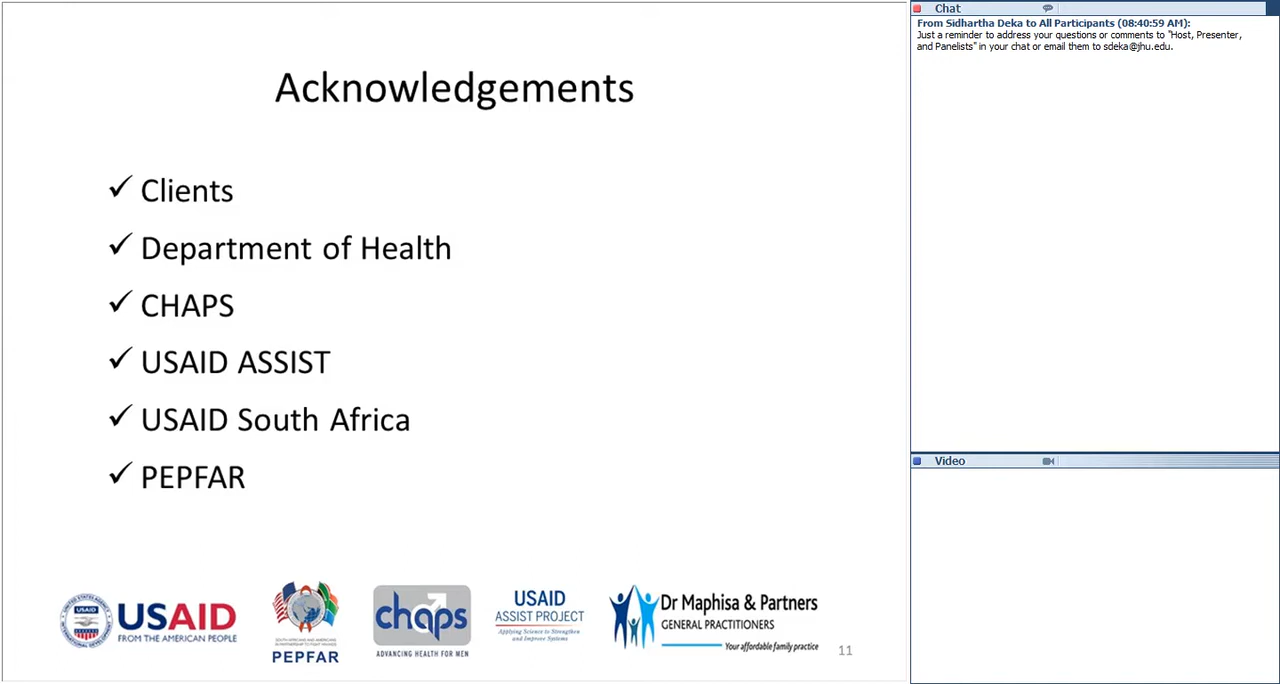 Acknowledgements
✓ Clients
✓ Department of Health
✓ CHAPS
✓ USAID ASSIST
✓ USAID South Africa
✓ PEPFAR
USAID
USAID
FROM THE AMERICAN PEOPLE
PEPFAR
chaps
ADVANCING HEALTH FOR MEN
USAID
ASSIST PROJECT
Applying Science to Strengthen
and Improve Systems
Dr Maphisa & Partners
GENERAL PRACTITIONERS
Your affordable family practice
11
Chat
From Sidhartha Deka to All Participants (08:40:59 AM):
Just a reminder to address your questions or comments to "Host, Presenter,
and Panelists" in your chat or email them to sdeka@jhu.edu.
Video